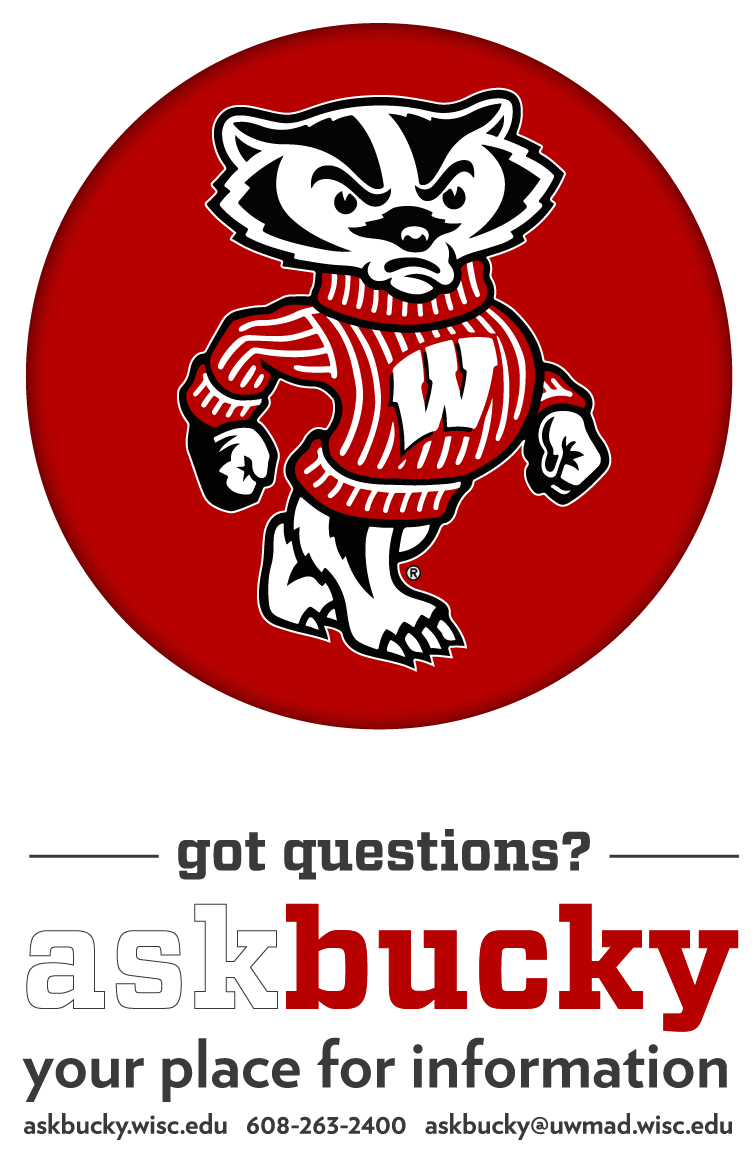 W
®
got questions?
askbucky
your place for information
askbucky.wisc.edu 608-263-2400 askbucky@uwmad.wisc.edu